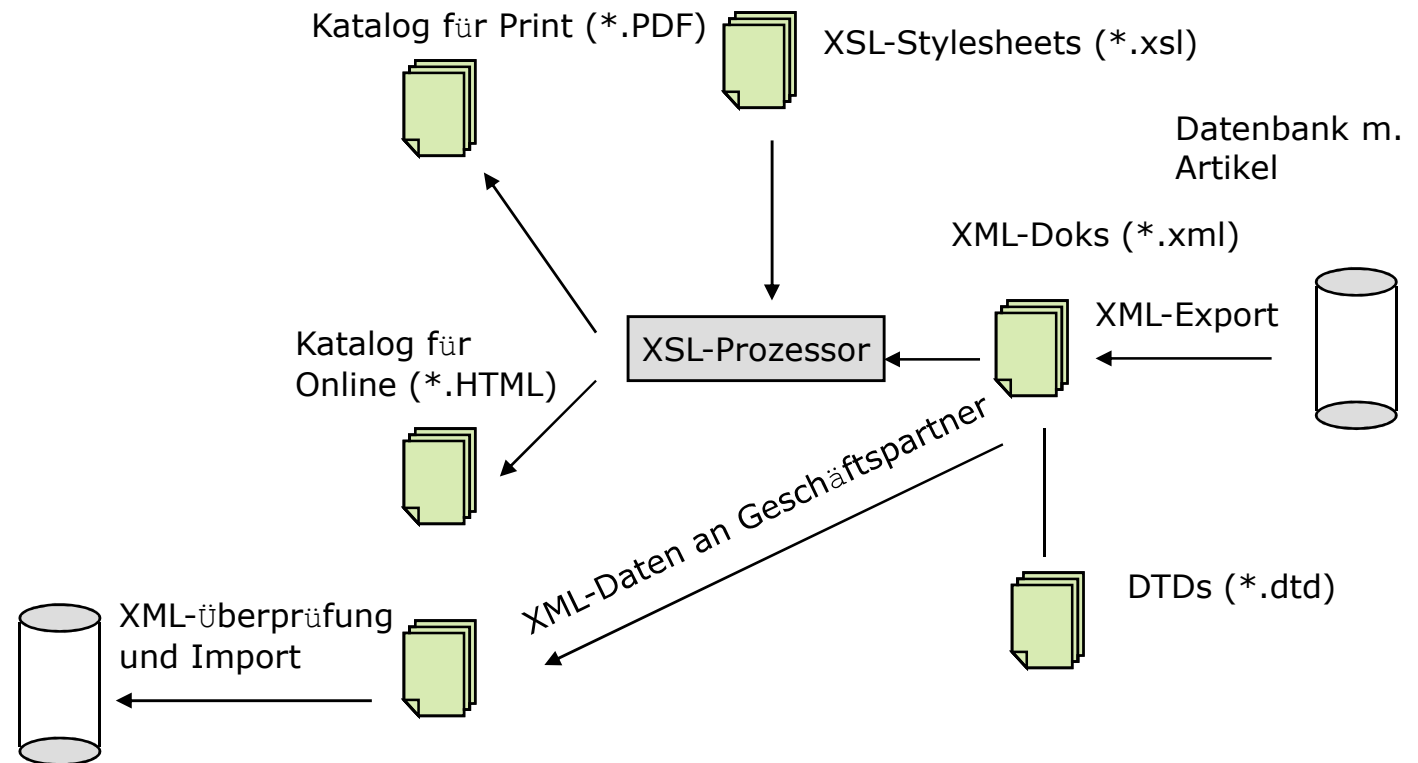 Katalog für Print (*.PDF)
XSL-Stylesheets (*.xsl)
Datenbank m.
Artikel
XML-Doks (*.xml)
XML-Export
XSL-Prozessor
Katalog für
Online (*.HTML)
XML-Daten an Geschäftspartner
DTDs (*.dtd)
XML-Überprüfung
und Import